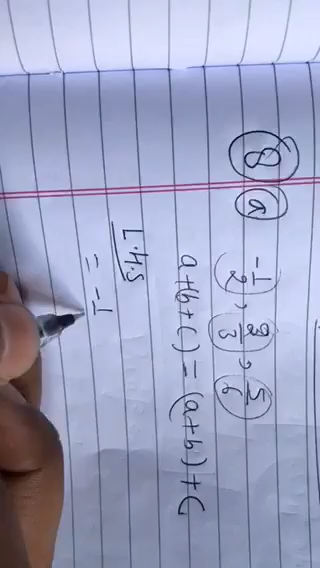 8 a -1/2, 2/3, 5/6
a+(b+c) = (a+b)+c
L.H.S
= -1